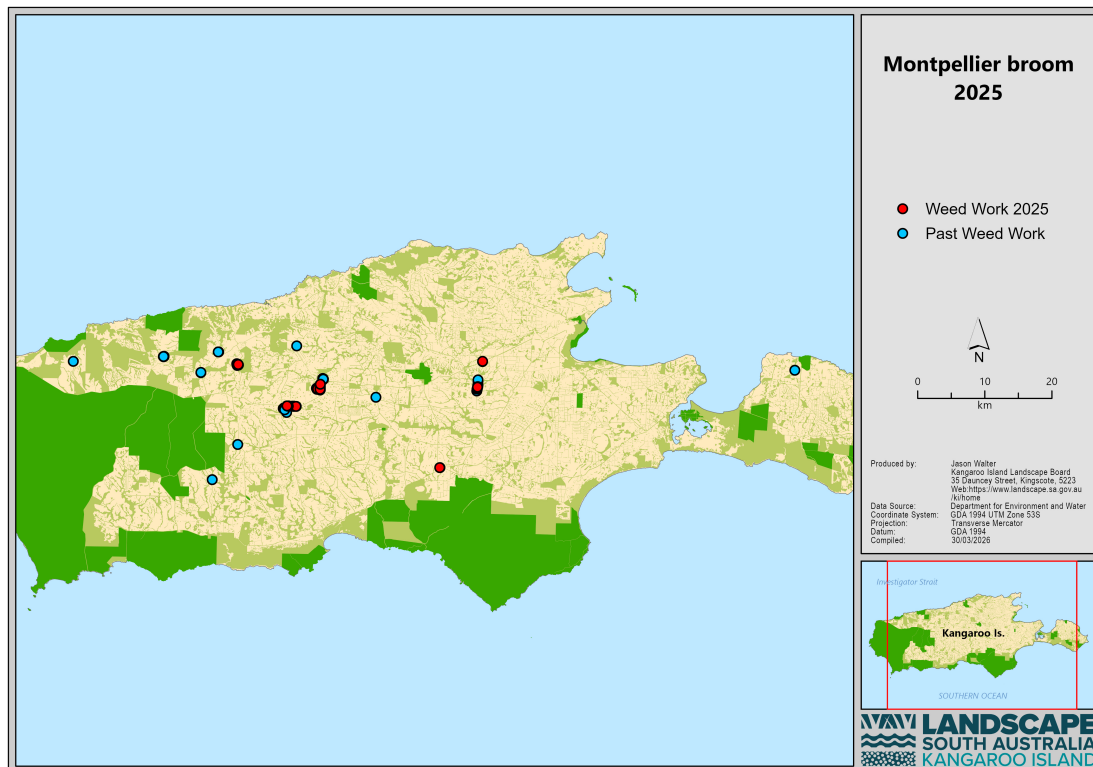 Montpellier broom
2025
Weed Work 2025
Past Weed Work
N
0 10 20
km
Produced by: Jason Walter
Kangaroo Island Landscape Board
35 Dauncey Street, Kingscote, 5223
Web:https://www.landscape.sa.gov.au
/ki/home
Data Source: Department for Environment and Water
Coordinate System: GDA 1994 UTM Zone 53S
Projection: Transverse Mercator
Datum: GDA 1994
Compiled: 30/03/2026
Investigator Strait
Kangaroo Is.
SOUTHERN OCEAN
LANDSCAPE
SOUTH AUSTRALIA
KANGAROO ISLAND